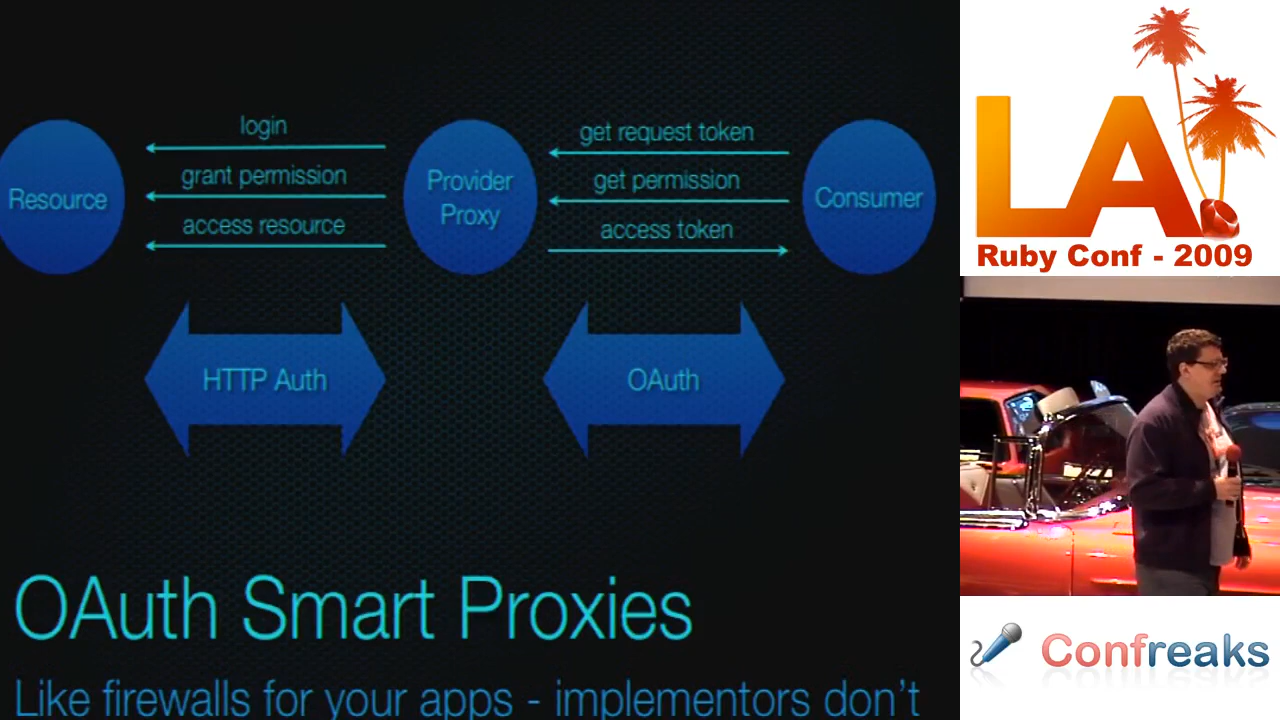 login
grant permission
access resource
get request token
get permission
access token
Resource
Provider
Proxy
Consumer
HTTP Auth
OAuth
OAuth Smart Proxies
Like firewalls for your apps - implementors don't
LA
Ruby Conf - 2009
Confreaks